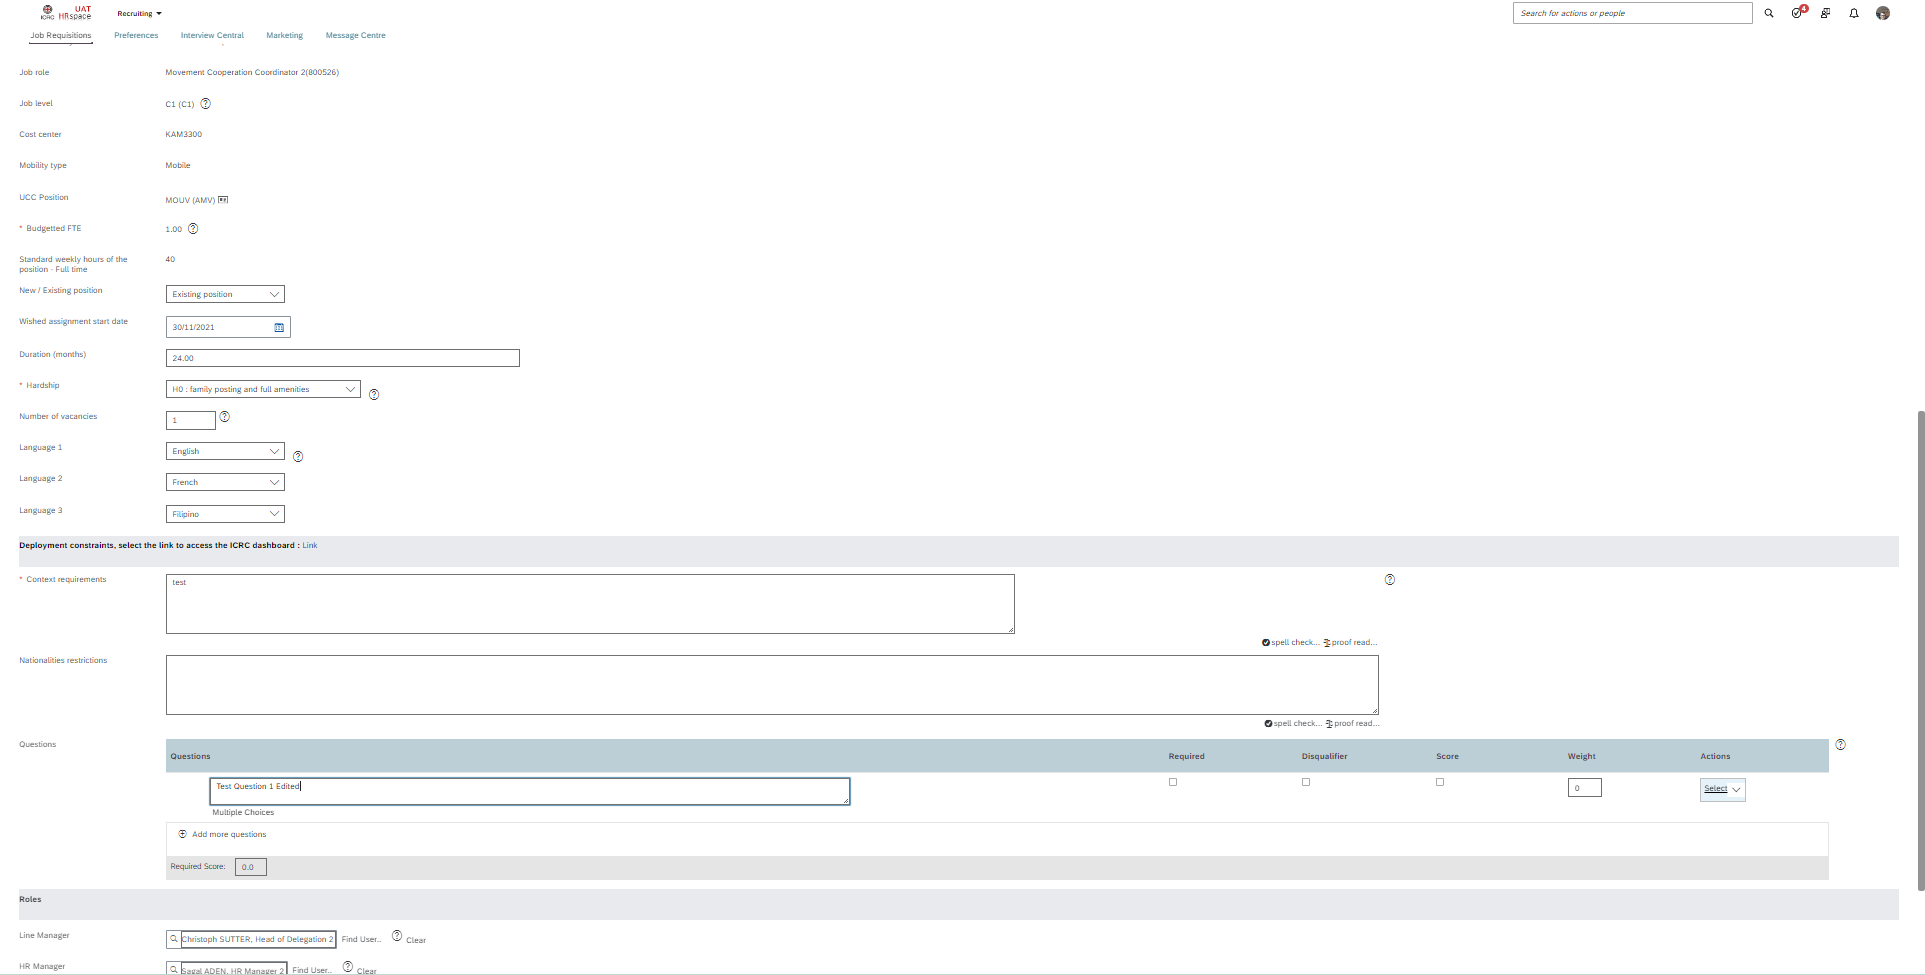 UAT
ICRC HRspace
Recruiting
Search for actions or people
4
Job Requisitions
Preferences
Interview Central
Marketing
Message Centre
Job role
Movement Cooperation Coordinator 2(800526)
Job level
C1 (C1)
Cost center
KAM3300
Mobility type
Mobile
UCC Position
MOUV (AMV)
* Budgetted FTE
1.00
Standard weekly hours of the
position - Full time
40
New / Existing position
Existing position
Wished assignment start date
30/11/2021
Duration (months)
24.00
* Hardship
H0 : family posting and full amenities
Number of vacancies
1
Language 1
English
Language 2
French
Language 3
Filipino
Deployment constraints, select the link to access the ICRC dashboard : Link
* Context requirements
test
spell check... proof read...
Nationalities restrictions
spell check... proof read...
Questions
Questions
Required
Disqualifier
Score
Weight
Actions
Test Question 1 Edited
0
Select
Multiple Choices
Add more questions
Required Score: 0.0
Roles
Line Manager
Christoph SUTTER, Head of Delegation 2
Find User...
Clear
HR Manager
Sagal ADEN, HR Manager 2
Find User...
Clear